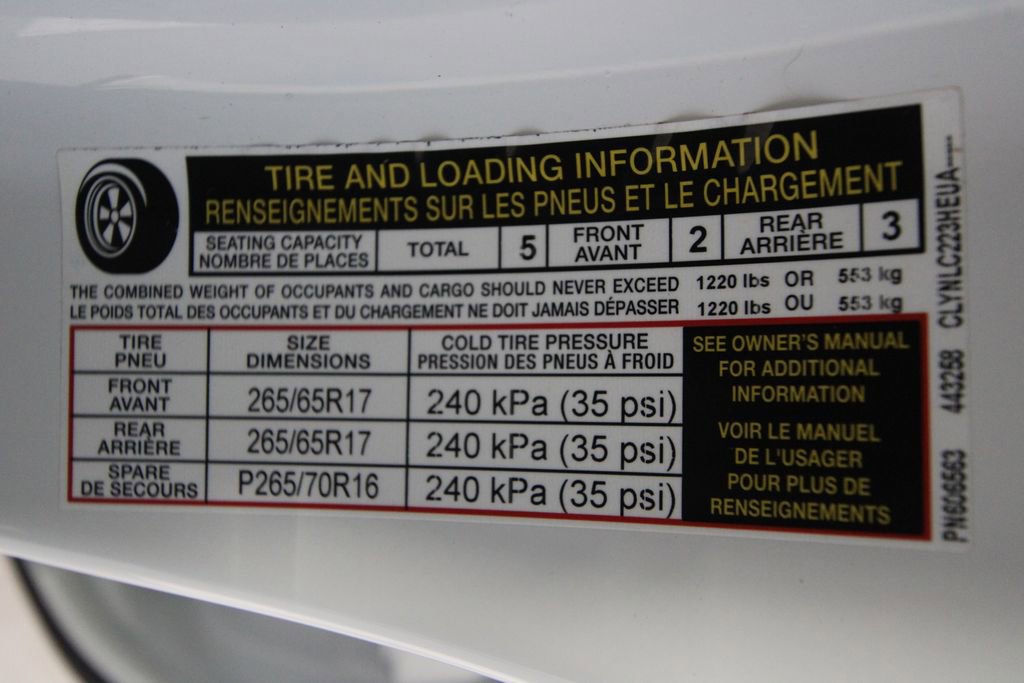 TIRE AND LOADING INFORMATION
RENSEIGNEMENTS SUR LES PNEUS ET LE CHARGEMENT
SEATING CAPACITY
NOMBRE DE PLACES
TOTAL
5
FRONT
AVANT
2
REAR
ARRIÈRE
3
THE COMBINED WEIGHT OF OCCUPANTS AND CARGO SHOULD NEVER EXCEED 1220 lbs OR 553 kg
LE POIDS TOTAL DES OCCUPANTS ET DU CHARGEMENT NE DOIT JAMAIS DÉPASSER 1220 lbs OU 553 kg
TIRE
PNEU
SIZE
DIMENSIONS
COLD TIRE PRESSURE
PRESSION DES PNEUS À FROID
FRONT
AVANT
265/65R17
240 kPa (35 psi)
REAR
ARRIÈRE
265/65R17
240 kPa (35 psi)
SPARE
DE SECOURS
P265/70R16
240 kPa (35 psi)
SEE OWNER'S MANUAL
FOR ADDITIONAL
INFORMATION
VOIR LE MANUEL
DE L'USAGER
POUR PLUS DE
RENSEIGNEMENTS
PN606563 443258 CLYNLC223HEUA----